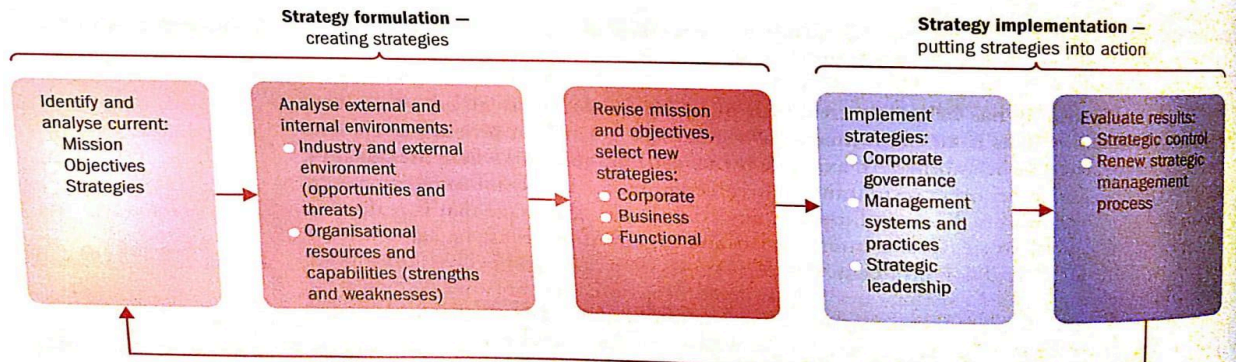 Strategy formulation —
creating strategies
Strategy implementation —
putting strategies into action
Identify and
analyse current:
Mission
Objectives
Strategies
Analyse external and
internal environments:
Industry and external
environment
(opportunities and
threats)
Organisational
resources and
capabilities (strengths
and weaknesses)
Revise mission
and objectives,
select new
strategies:
Corporate
Business
Functional
Implement
strategies:
Corporate
governance
Management
systems and
practices
Strategic
leadership
Evaluate results:
Strategic control
Renew strategic
management
process